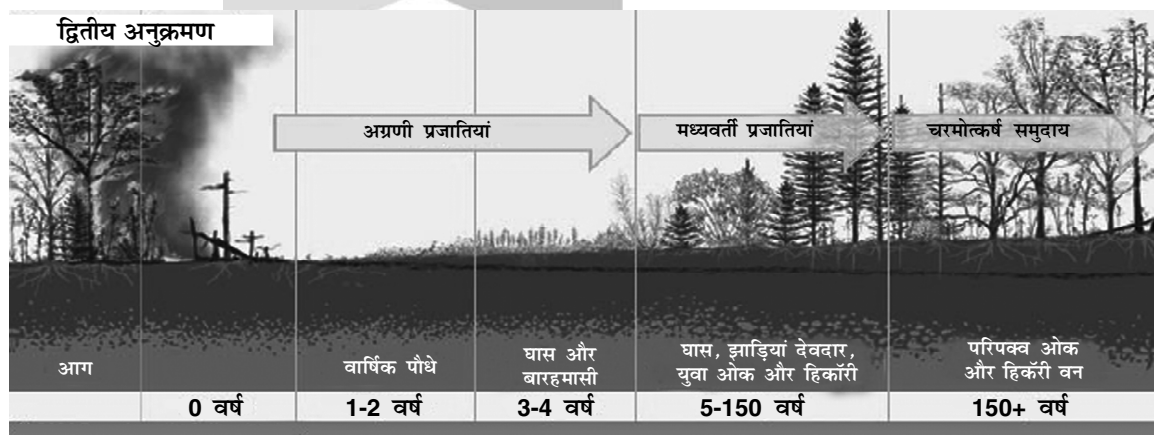 द्वितीय अनुक्रमण
अग्रणी प्रजातियां
मध्यवर्ती प्रजातियां
चरमोत्कर्ष समुदाय
आग
वार्षिक पौधे
घास और
बारहमासी
घास, झाड़ियां देवदार,
युवा ओक और हिकॉरी
परिपक्व ओक
और हिकॅरी वन
0 वर्ष
1-2 वर्ष
3-4 वर्ष
5-150 वर्ष
150+ वर्ष